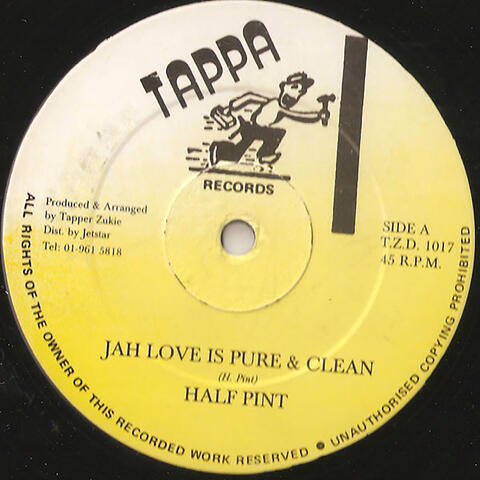 TAPPA
RECORDS
Produced & Arranged
by Tapper Zukie
Dist. by Jetstar
Tel: 01-961 5818
SIDE A
T.Z.D. 1017
45 R.P.M.
JAH LOVE IS PURE & CLEAN
(H. Pint)
HALF PINT
ALL RIGHTS OF THE OWNER OF THIS RECORDED WORK RESERVED ● UNAUTHORISED COPYING PROHIBITED